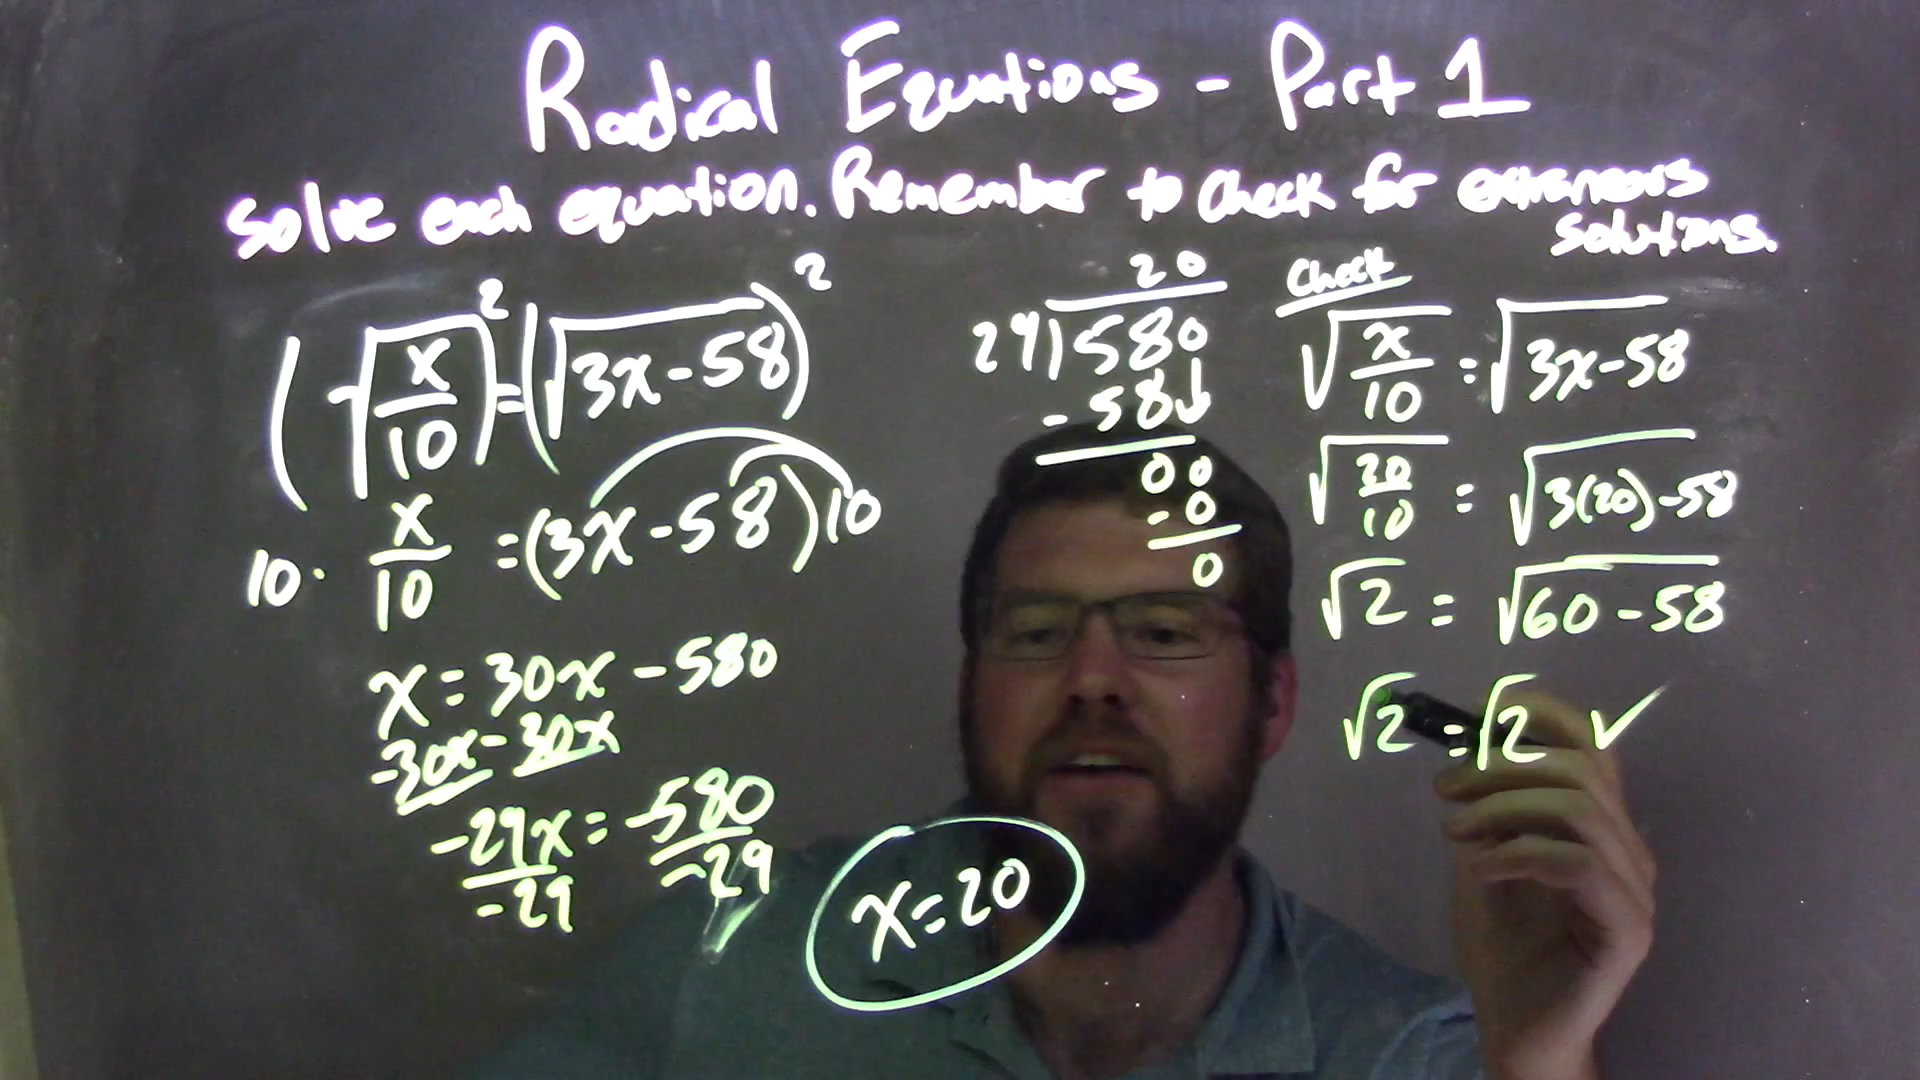 Radical Equations - Part 1
Solve each equation. Remember to check for extraneous solutions.
(√(x/10))² = (√(3x-58))²
10 · x/10 = (3x-58)10
x = 30x - 580
-30x - 30x
-29x = -580
-29 -29
x = 20
20
29)580
-58↓
00
-0
0
Check
√(x/10) = √(3x-58)
√(20/10) = √(3(20)-58)
√2 = √(60-58)
√2 = √2 ✓